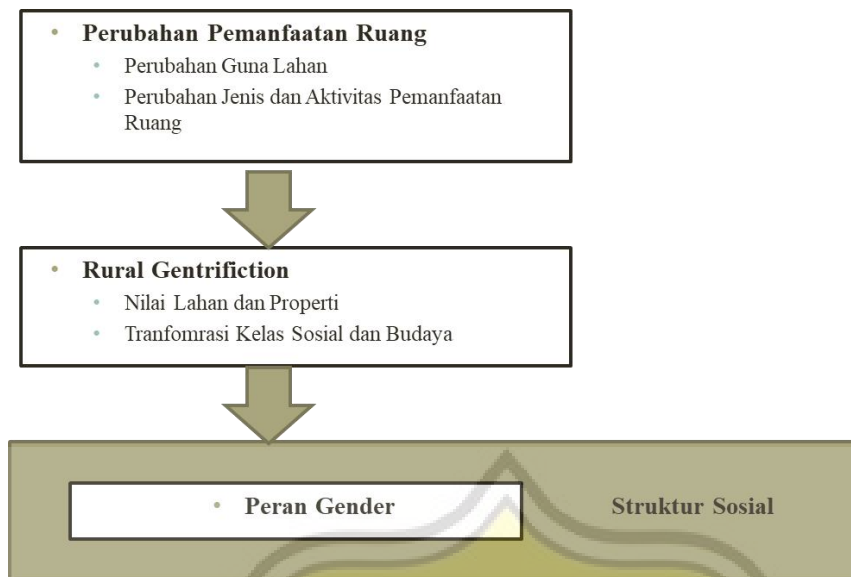 • Perubahan Pemanfaatan Ruang
• Perubahan Guna Lahan
• Perubahan Jenis dan Aktivitas Pemanfaatan
Ruang
• Rural Gentrifiction
• Nilai Lahan dan Properti
• Tranfomrasi Kelas Sosial dan Budaya
• Peran Gender
Struktur Sosial